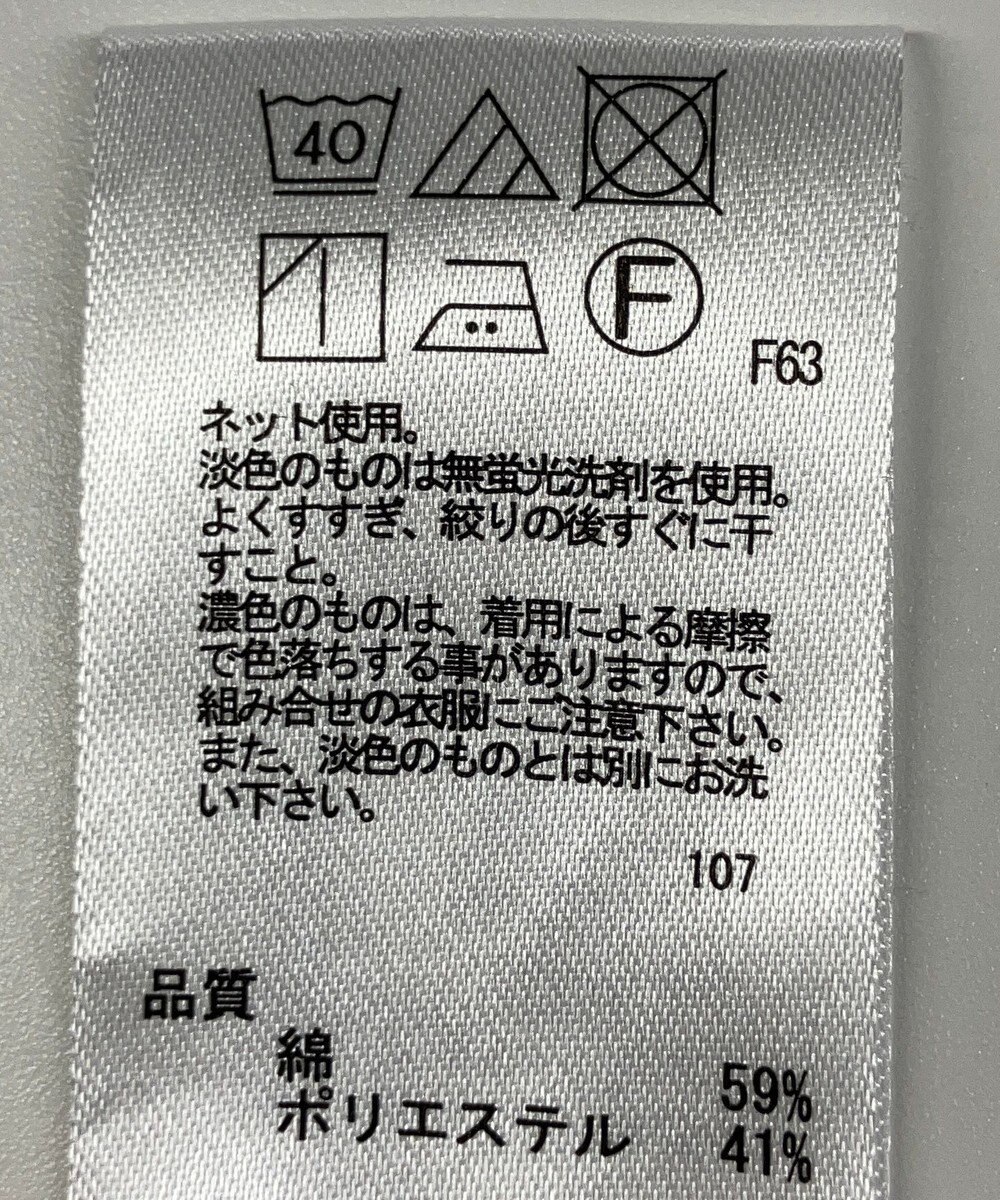 40
F
F63
ネット使用。
淡色のものは無蛍光洗剤を使用。
よくすすぎ、絞りの後すぐに干
すこと。
濃色のものは、着用による摩擦
で色落ちする事がありますので、
組み合せの衣服にご注意下さい。
また、淡色のものとは別にお洗
い下さい。
107
品質
綿 59%
ポリエステル 41%